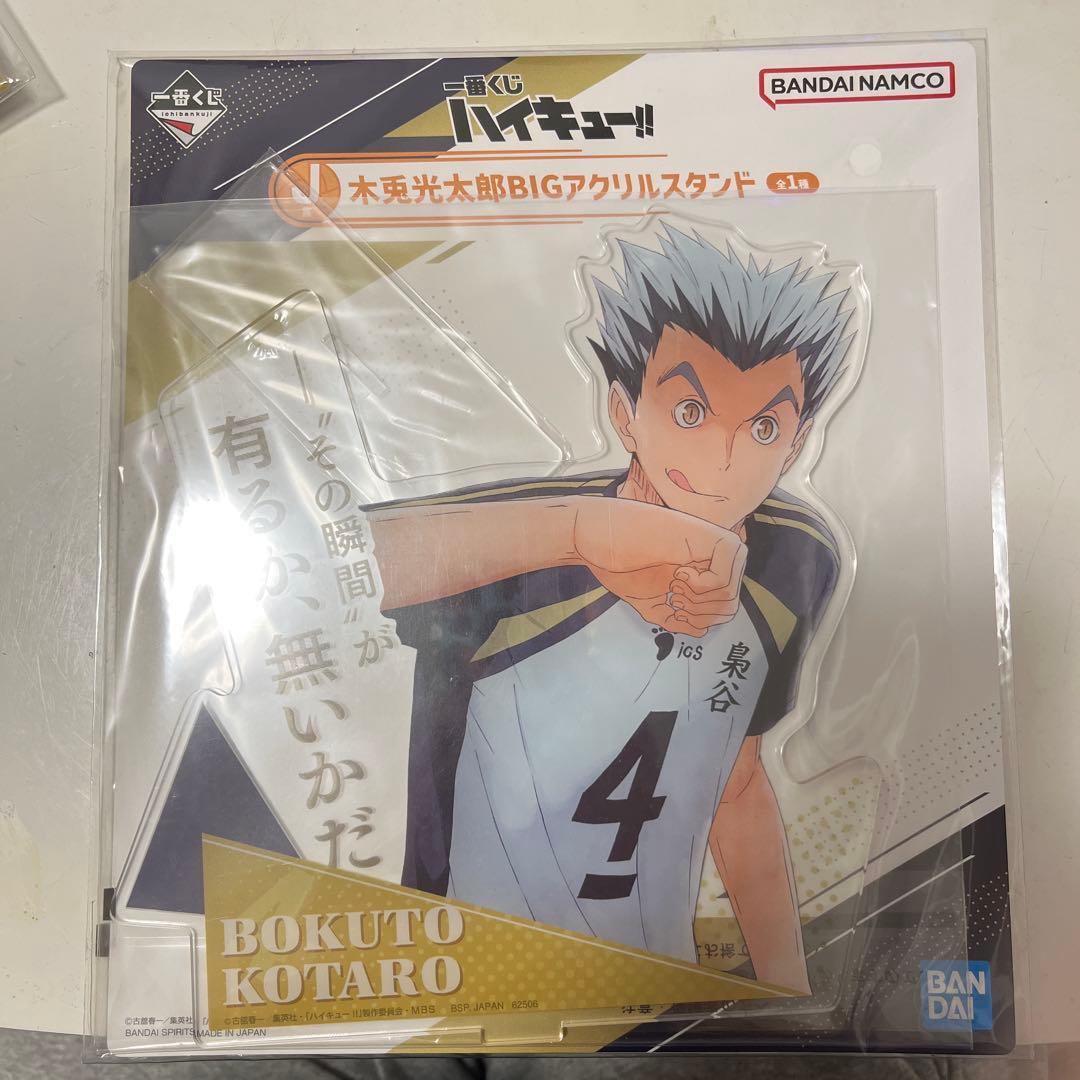 一番くじ
ichibankuji
一番くじ
ハイキュー!!
BANDAI NAMCO
木兎光太郎BIGアクリルスタンド 全1種
―“その瞬間”が
有るか、無いかだ
iGS
梟谷
4
BOKUTO
KOTARO
©古舘春一／集英社・「ハイキュー!!」製作委員会・MBS BSP, JAPAN 62506
©古舘春一／集英社
BANDAI SPIRITS MADE IN JAPAN
BAN
DAI